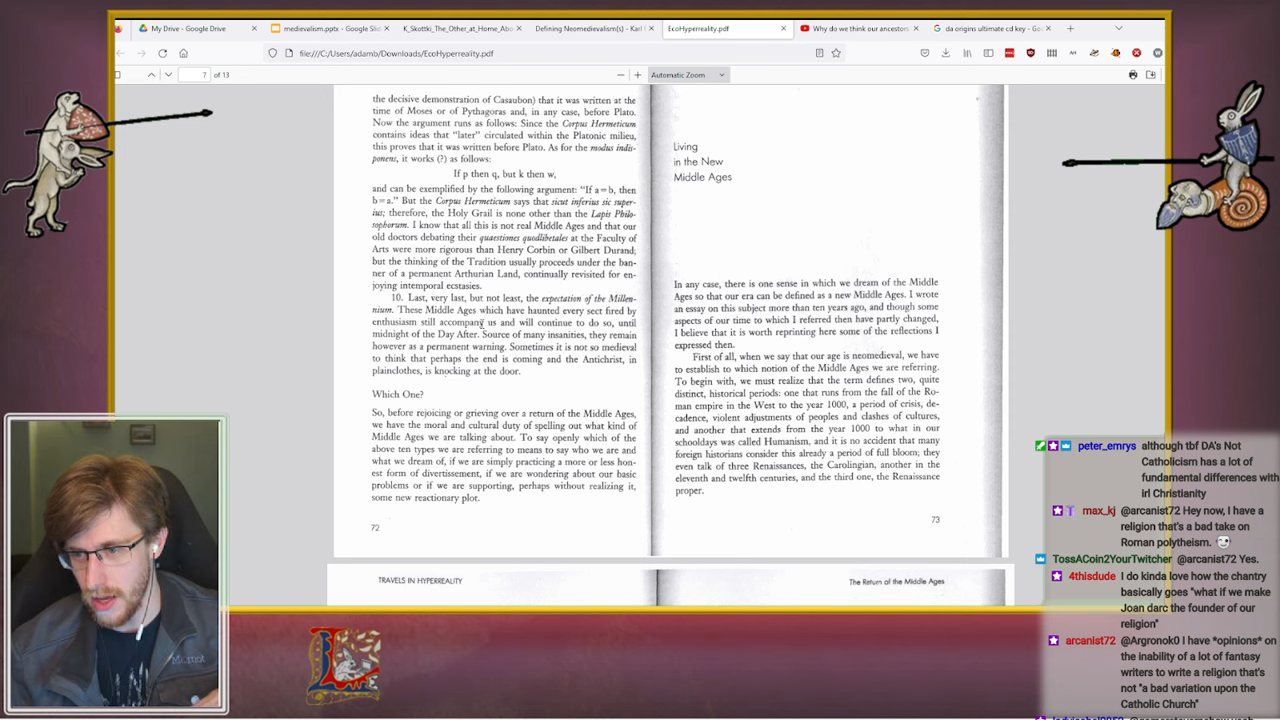 My Drive - Google Drive
medievalism.pptx - Google Slid
K_Skottki_The_Other_at_Home_Abo
Defining Neomedievalism(s) - Karl
EcoHyperreality.pdf
Why do we think our ancestors
da origins ultimate cd key - Go
file:///C:/Users/adamb/Downloads/EcoHyperreality.pdf
7 of 13
Automatic Zoom
the decisive demonstration of Casaubon) that it was written at the
time of Moses or of Pythagoras and, in any case, before Plato.
Now the argument runs as follows: Since the Corpus Hermeticum
contains ideas that "later" circulated within the Platonic milieu,
this proves that it was written before Plato. As for the modus indis-
ponens, it works (?) as follows:
If p then q, but k then w,
and can be exemplified by the following argument: "If a=b, then
b=a." But the Corpus Hermeticum says that sicut inferius sic super-
ius; therefore, the Holy Grail is none other than the Lapis Philo-
sophorum. I know that all this is not real Middle Ages and that our
old doctors debating their quaestiones quodlibetales at the Faculty of
Arts were more rigorous than Henry Corbin or Gilbert Durand;
but the thinking of the Tradition usually proceeds under the ban-
ner of a permanent Arthurian Land, continually revisited for en-
joying intemporal ecstasies.
10. Last, very last, but not least, the expectation of the Millen-
nium. These Middle Ages which have haunted every sect fired by
enthusiasm still accompany us and will continue to do so, until
midnight of the Day After. Source of many insanities, they remain
however as a permanent warning. Sometimes it is not so medieval
to think that perhaps the end is coming and the Antichrist, in
plainclothes, is knocking at the door.
Which One?
So, before rejoicing or grieving over a return of the Middle Ages,
we have the moral and cultural duty of spelling out what kind of
Middle Ages we are talking about. To say openly which of the
above ten types we are referring to means to say who we are and
what we dream of, if we are simply practicing a more or less hon-
est form of divertissement, if we are wondering about our basic
problems or if we are supporting, perhaps without realizing it,
some new reactionary plot.
72
Living
in the New
Middle Ages
In any case, there is one sense in which we dream of the Middle
Ages so that our era can be defined as a new Middle Ages. I wrote
an essay on this subject more than ten years ago, and though some
aspects of our time to which I referred then have partly changed,
I believe that it is worth reprinting here some of the reflections I
expressed then.
First of all, when we say that our age is neomedieval, we have
to establish to which notion of the Middle Ages we are referring.
To begin with, we must realize that the term defines two, quite
distinct, historical periods: one that runs from the fall of the Ro-
man empire in the West to the year 1000, a period of crisis, de-
cadence, violent adjustments of peoples and clashes of cultures,
and another that extends from the year 1000 to what in our
schooldays was called Humanism, and it is no accident that many
foreign historians consider this already a period of full bloom; they
even talk of three Renaissances, the Carolingian, another in the
eleventh and twelfth centuries, and the third one, the Renaissance
proper.
73
TRAVELS IN HYPERREALITY
The Return of the Middle Ages
peter_emrys although tbf DA's Not
Catholicism has a lot of
fundamental differences with
irl Christianity
max_kj @arcanist72 Hey now, I have a
religion that's a bad take on
Roman polytheism.
TossACoin2YourTwitcher @arcanist72 Yes.
4thisdude I do kinda love how the chantry
basically goes "what if we make
Joan darc the founder of our
religion"
arcanist72 @Argronok0 I have *opinions* on
the inability of a lot of fantasy
writers to write a religion that's
not "a bad variation upon the
Catholic Church"